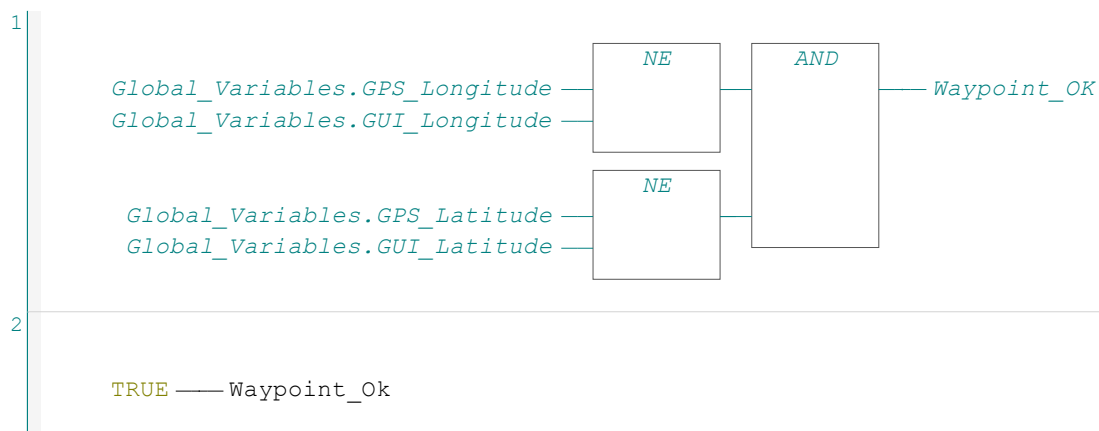 1
NE AND
Global_Variables.GPS_Longitude Waypoint_OK
Global_Variables.GUI_Longitude
NE
Global_Variables.GPS_Latitude
Global_Variables.GUI_Latitude
2
TRUE Waypoint_Ok